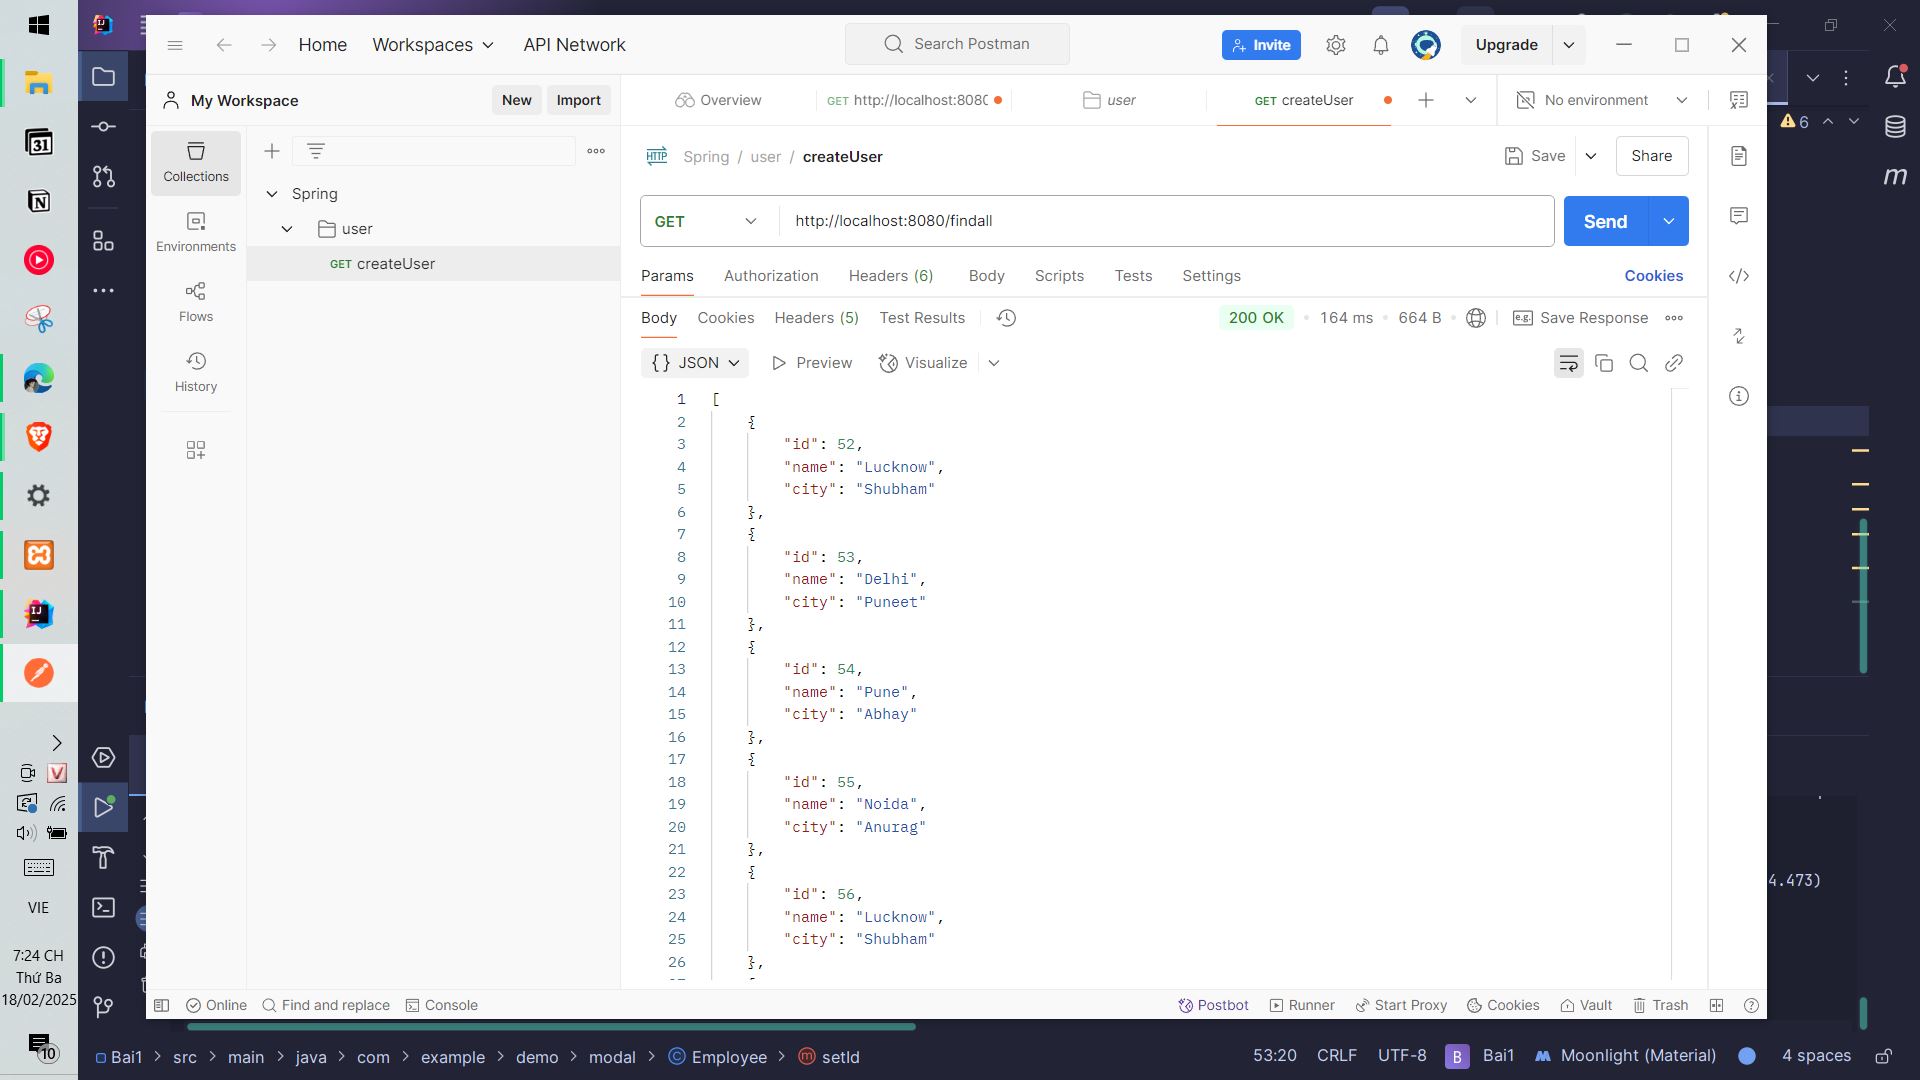 Home
Workspaces
API Network
Search Postman
Invite
Upgrade
My Workspace
New
Import
Overview
GET http://localhost:8080
user
GET createUser
No environment
6
Collections
Environments
Flows
History
Spring
user
GET createUser
HTTP
Spring / user / createUser
Save
Share
GET
http://localhost:8080/findall
Send
Params
Authorization
Headers (6)
Body
Scripts
Tests
Settings
Cookies
Body
Cookies
Headers (5)
Test Results
200 OK
164 ms
664 B
e.g.
Save Response
{} JSON
Preview
Visualize
1 [
2 {
3 "id": 52,
4 "name": "Lucknow",
5 "city": "Shubham"
6 },
7 {
8 "id": 53,
9 "name": "Delhi",
10 "city": "Puneet"
11 },
12 {
13 "id": 54,
14 "name": "Pune",
15 "city": "Abhay"
16 },
17 {
18 "id": 55,
19 "name": "Noida",
20 "city": "Anurag"
21 },
22 {
23 "id": 56,
24 "name": "Lucknow",
25 "city": "Shubham"
26 },
4.473)
Online
Find and replace
Console
Postbot
Runner
Start Proxy
Cookies
Vault
Trash
31
VIE
7:24 CH
Thứ Ba
18/02/2025
10
Bai1 > src > main > java > com > example > demo > modal > Employee > setId
53:20
CRLF
UTF-8
B
Bai1
Moonlight (Material)
4 spaces